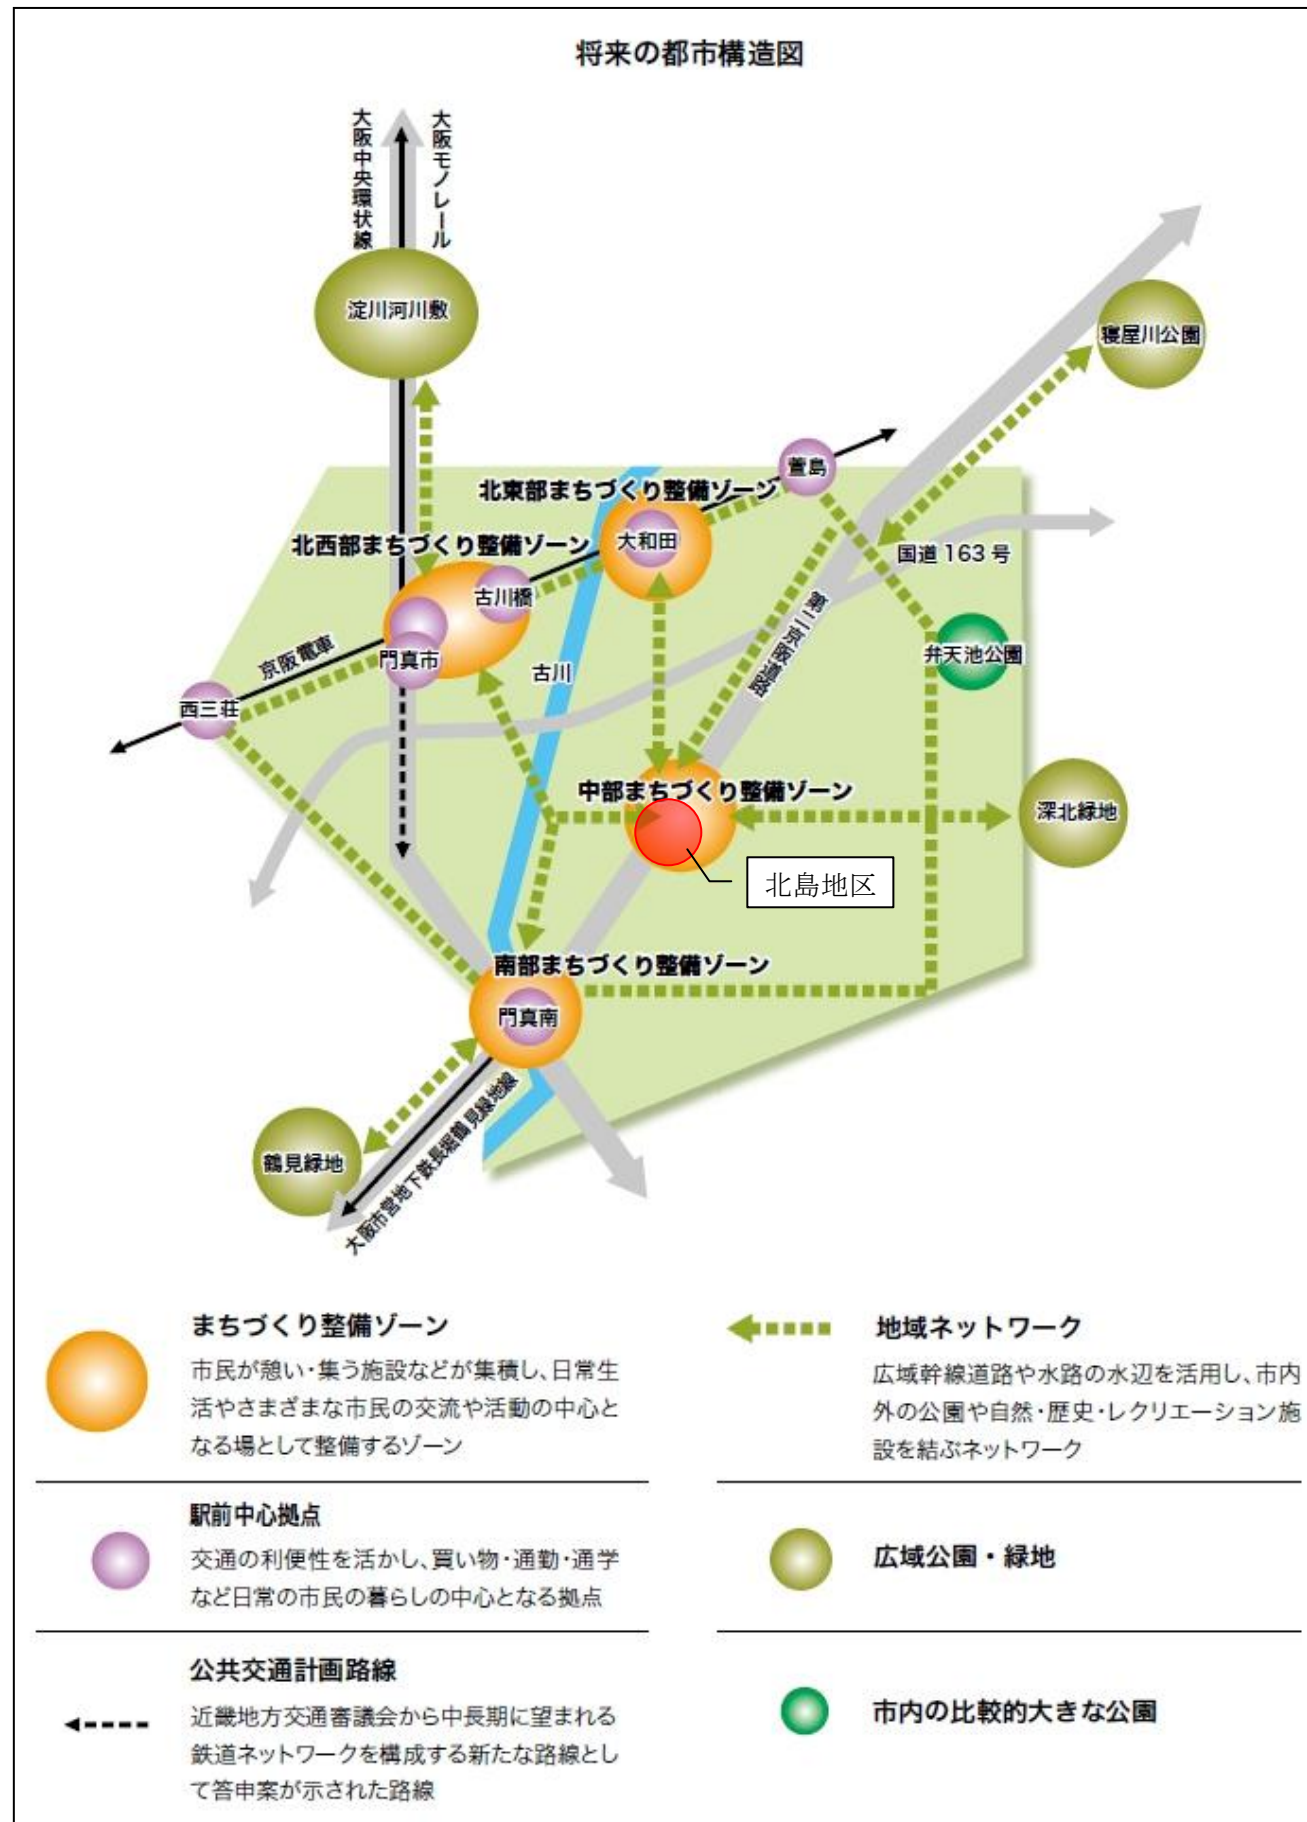 将来の都市構造図
大阪中央環状線
大阪モノレール
淀川河川敷
寝屋川公園
萱島
北東部まちづくり整備ゾーン
大和田
北西部まちづくり整備ゾーン
国道163号
古川橋
第二京阪道路
弁天池公園
門真市
京阪電車
古川
西三荘
中部まちづくり整備ゾーン
深北緑地
北島地区
南部まちづくり整備ゾーン
門真南
鶴見緑地
大阪市営地下鉄長堀鶴見緑地線
まちづくり整備ゾーン
市民が憩い・集う施設などが集積し、日常生
活やさまざまな市民の交流や活動の中心と
なる場として整備するゾーン
地域ネットワーク
広域幹線道路や水路の水辺を活用し、市内
外の公園や自然・歴史・レクリエーション施
設を結ぶネットワーク
駅前中心拠点
交通の利便性を活かし、買い物・通勤・通学
など日常の市民の暮らしの中心となる拠点
広域公園・緑地
公共交通計画路線
近畿地方交通審議会から中長期に望まれる
鉄道ネットワークを構成する新たな路線とし
て答申案が示された路線
市内の比較的大きな公園